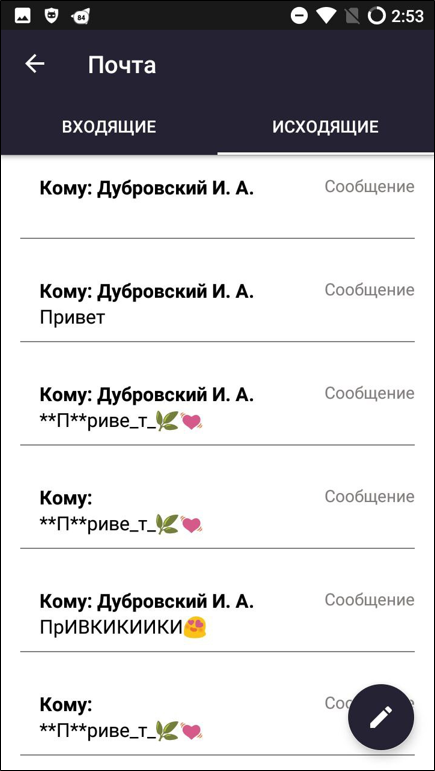 84
2:53
Почта
ВХОДЯЩИЕ
ИСХОДЯЩИЕ
Кому: Дубровский И. А.
Сообщение
Кому: Дубровский И. А.
Сообщение
Привет
Кому: Дубровский И. А.
Сообщение
**П**риве_т_🌿💘
Кому:
Сообщение
**П**риве_т_🌿💘
Кому: Дубровский И. А.
Сообщение
ПрИВКИКИИКИ😍
Кому:
**П**риве_т_🌿💘